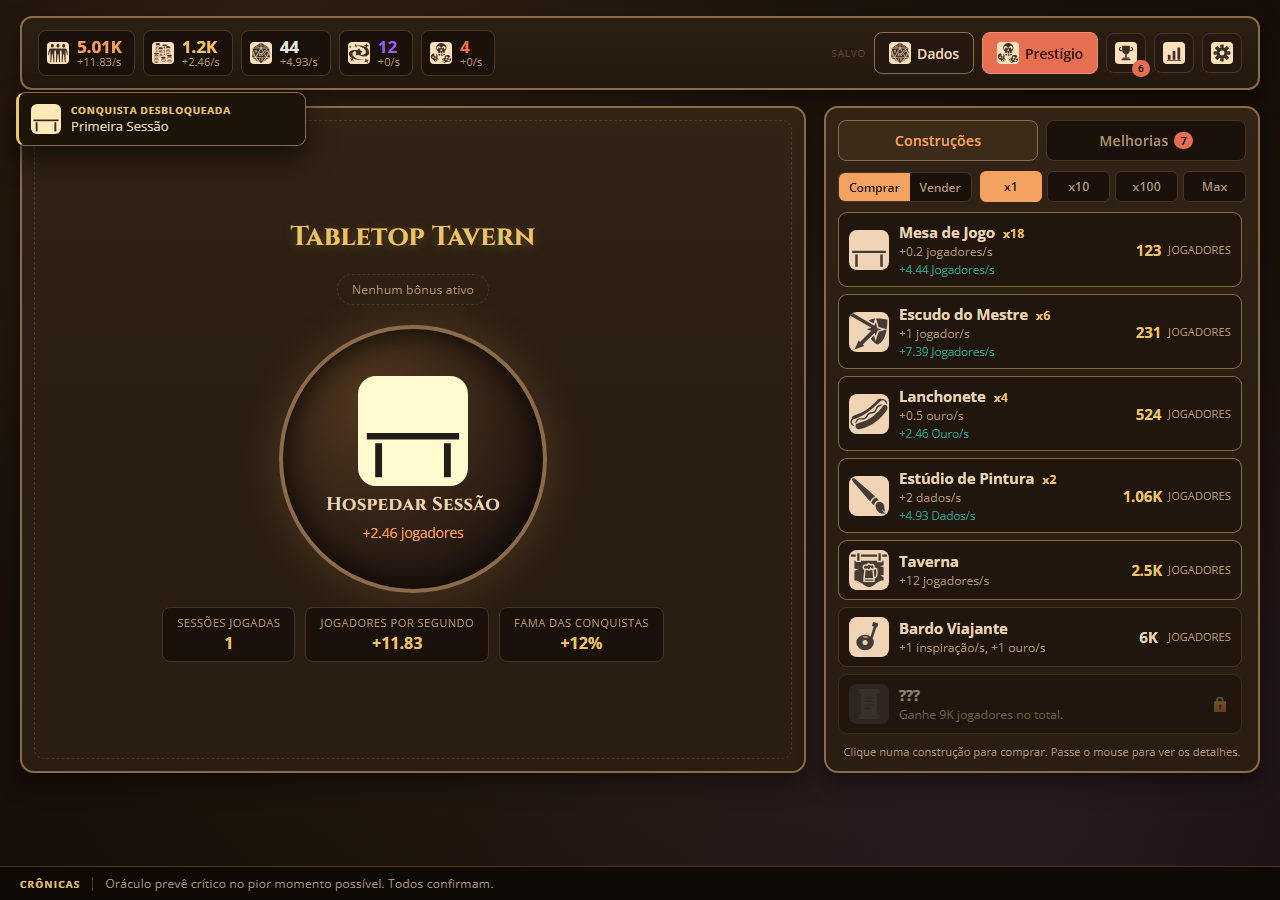 5.01K
+11.83/s
1.2K
+2.46/s
44
+4.93/s
12
+0/s
4
+0/s
SALVO
Dados
Prestígio
6
CONQUISTA DESBLOQUEADA
Primeira Sessão
Tabletop Tavern
Nenhum bônus ativo
Hospedar Sessão
+2.46 jogadores
SESSÕES JOGADAS
1
JOGADORES POR SEGUNDO
+11.83
FAMA DAS CONQUISTAS
+12%
Construções
Melhorias 7
Comprar Vender x1 x10 x100 Max
Mesa de Jogo x18
+0.2 jogadores/s
+4.44 Jogadores/s
123 JOGADORES
Escudo do Mestre x6
+1 jogador/s
+7.39 Jogadores/s
231 JOGADORES
Lanchonete x4
+0.5 ouro/s
+2.46 Ouro/s
524 JOGADORES
Estúdio de Pintura x2
+2 dados/s
+4.93 Dados/s
1.06K JOGADORES
Taverna
+12 jogadores/s
2.5K JOGADORES
Bardo Viajante
+1 inspiração/s, +1 ouro/s
6K JOGADORES
???
Ganhe 9K jogadores no total.
Clique numa construção para comprar. Passe o mouse para ver os detalhes.
CRÔNICAS
Oráculo prevê crítico no pior momento possível. Todos confirmam.